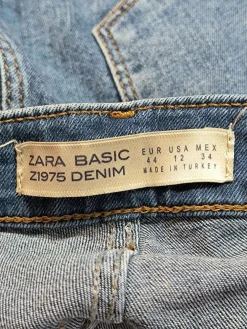 ZARA BASIC
Z1975 DENIM
EUR USA MEX
44 12 34
MADE IN TURKEY